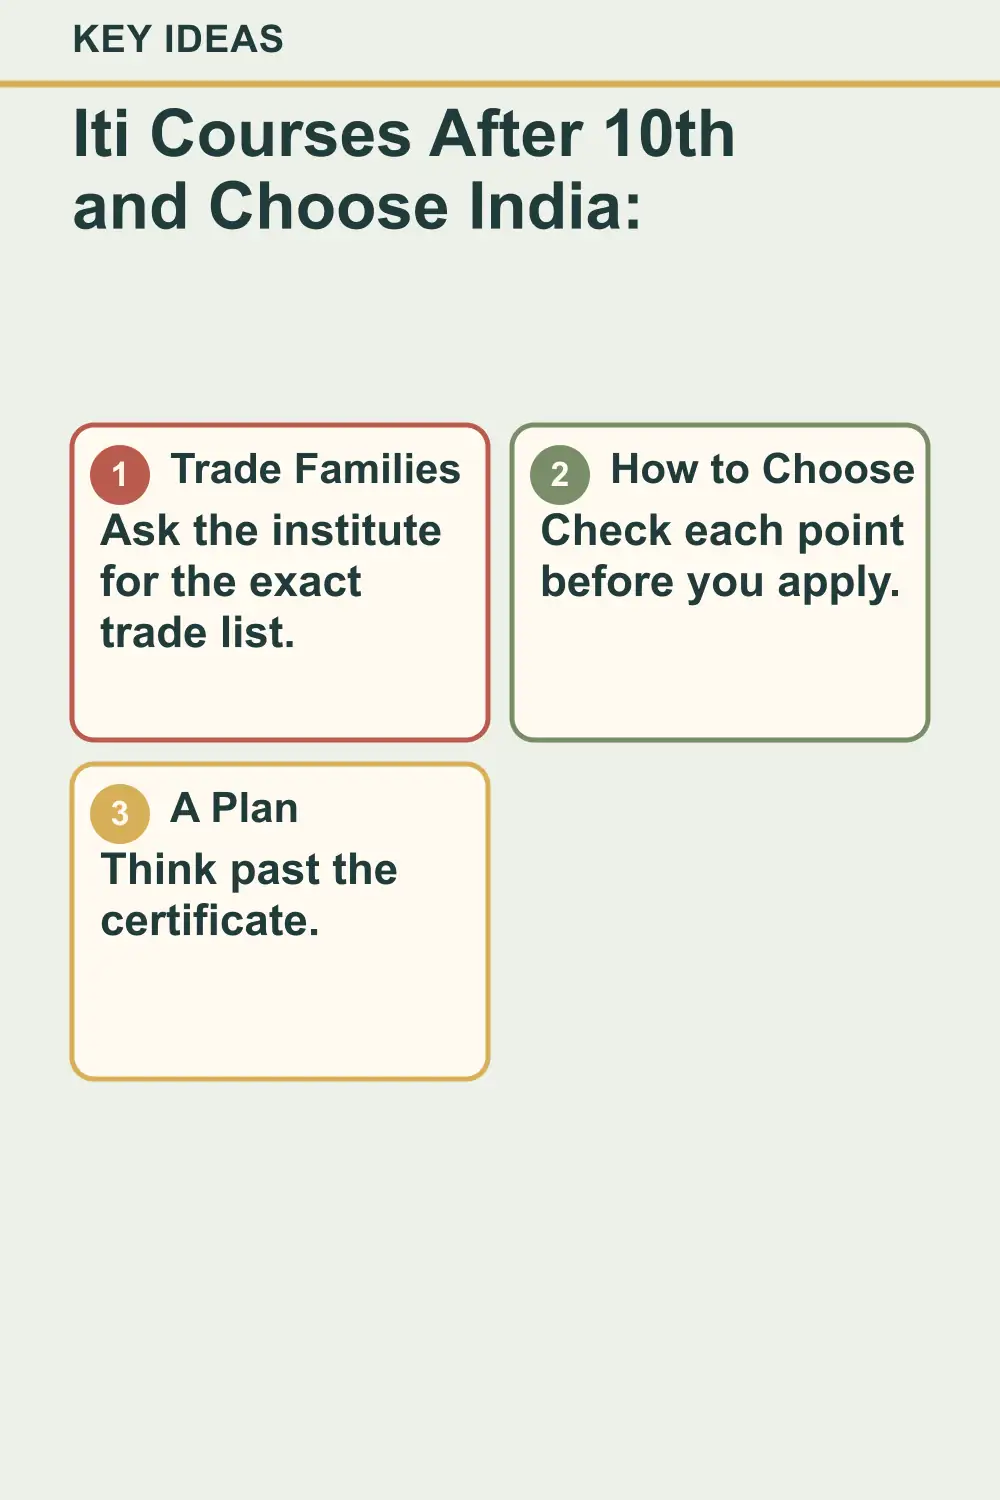 KEY IDEAS
Iti Courses After 10th
and Choose India:
1 Trade Families
Ask the institute
for the exact
trade list.
2 How to Choose
Check each point
before you apply.
3 A Plan
Think past the
certificate.